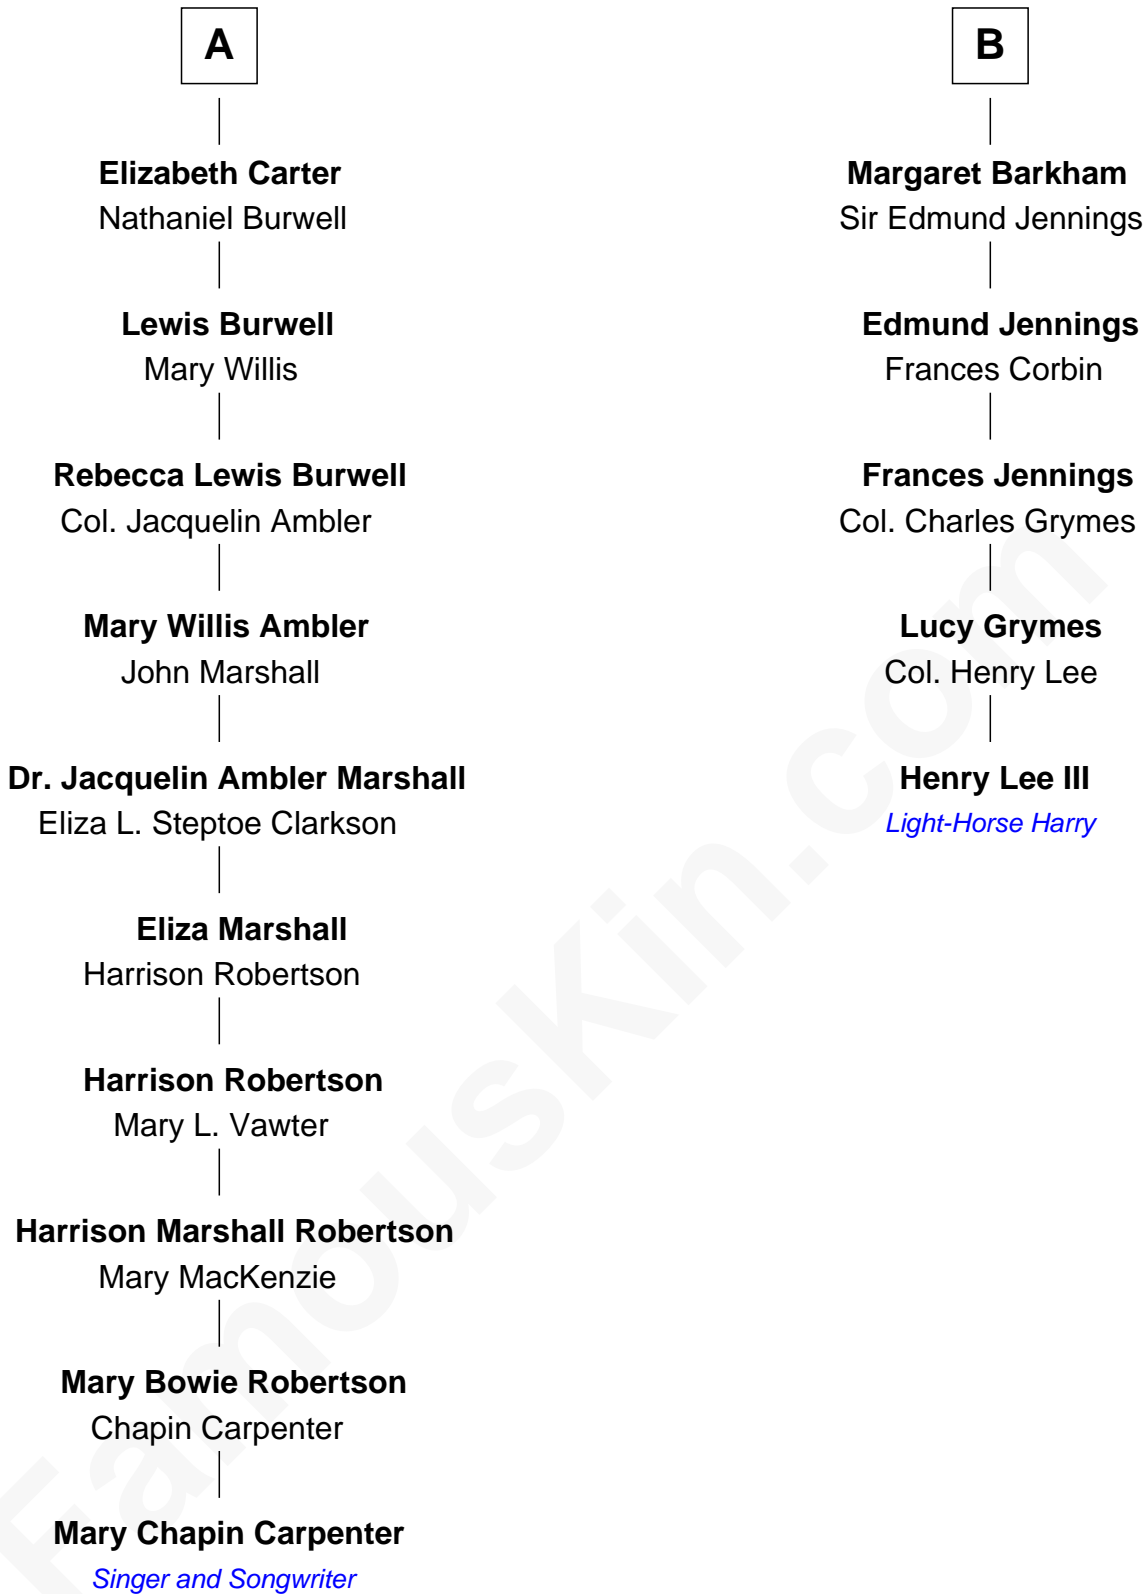 A
Elizabeth Carter
Nathaniel Burwell
Lewis Burwell
Mary Willis
Rebecca Lewis Burwell
Col. Jacquelin Ambler
Mary Willis Ambler
John Marshall
Dr. Jacquelin Ambler Marshall
Eliza L. Steptoe Clarkson
Eliza Marshall
Harrison Robertson
Harrison Robertson
Mary L. Vawter
Harrison Marshall Robertson
Mary MacKenzie
Mary Bowie Robertson
Chapin Carpenter
Mary Chapin Carpenter
Singer and Songwriter
B
Margaret Barkham
Sir Edmund Jennings
Edmund Jennings
Frances Corbin
Frances Jennings
Col. Charles Grymes
Lucy Grymes
Col. Henry Lee
Henry Lee III
Light-Horse Harry
FamousKin.com